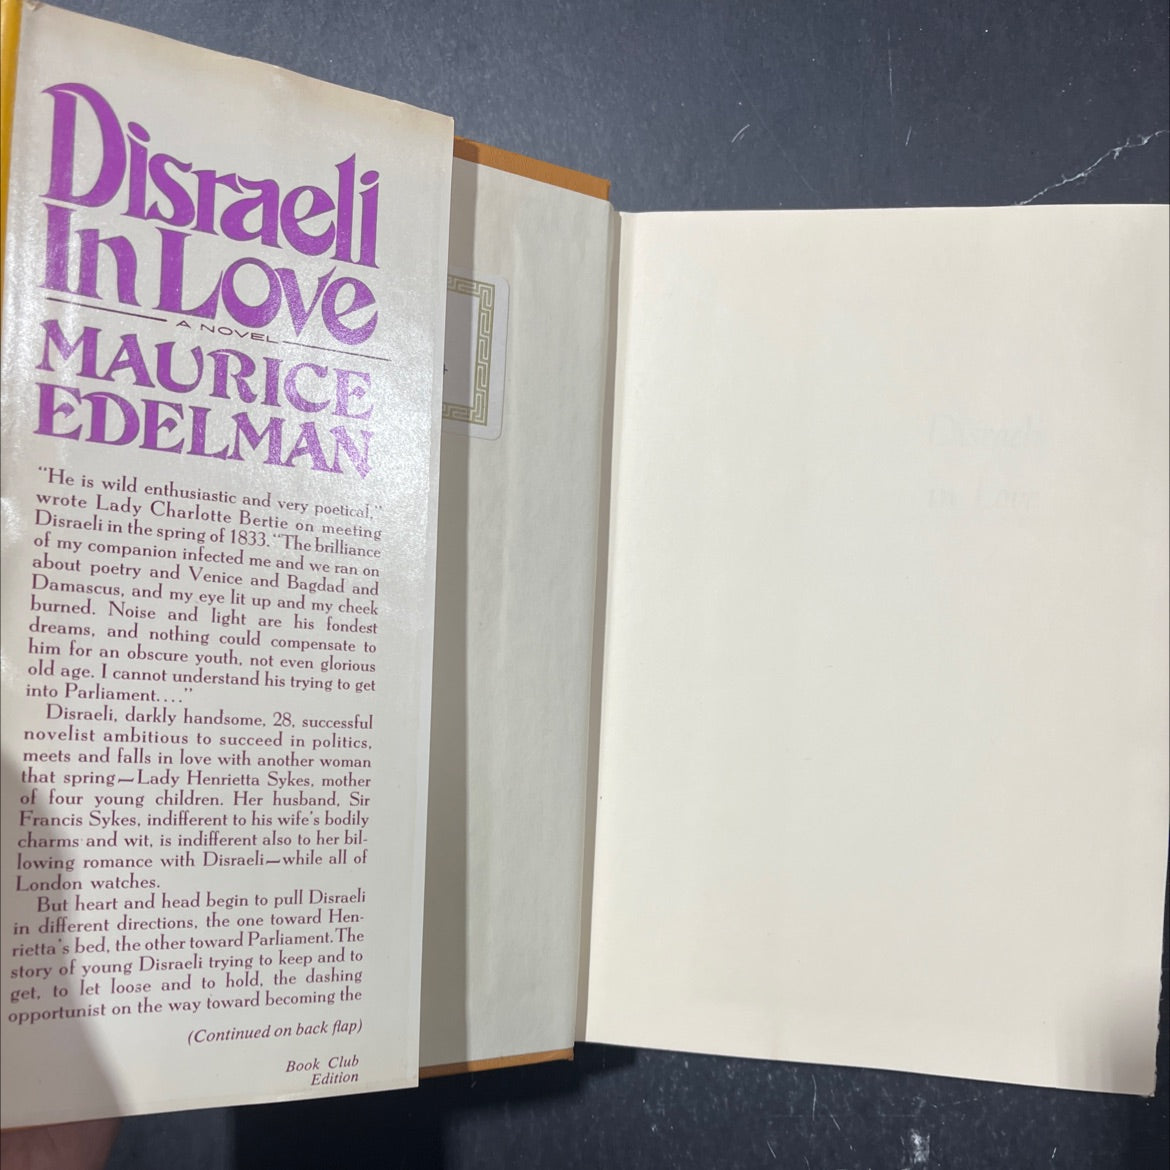 Disraeli
In Love
A NOVEL
MAURICE
EDELMAN
"He is wild enthusiastic and very poetical,"
wrote Lady Charlotte Bertie on meeting
Disraeli in the spring of 1833. "The brilliance
of my companion infected me and we ran on
about poetry and Venice and Bagdad and
Damascus, and my eye lit up and my cheek
burned. Noise and light are his fondest
dreams, and nothing could compensate to
him for an obscure youth, not even glorious
old age. I cannot understand his trying to get
into Parliament...."
Disraeli, darkly handsome, 28, successful
novelist ambitious to succeed in politics,
meets and falls in love with another woman
that spring—Lady Henrietta Sykes, mother
of four young children. Her husband, Sir
Francis Sykes, indifferent to his wife's bodily
charms and wit, is indifferent also to her bil-
lowing romance with Disraeli—while all of
London watches.
But heart and head begin to pull Disraeli
in different directions, the one toward Hen-
rietta's bed, the other toward Parliament. The
story of young Disraeli trying to keep and to
get, to let loose and to hold, the dashing
opportunist on the way toward becoming the
(Continued on back flap)
Book Club
Edition
Disraeli
in Love